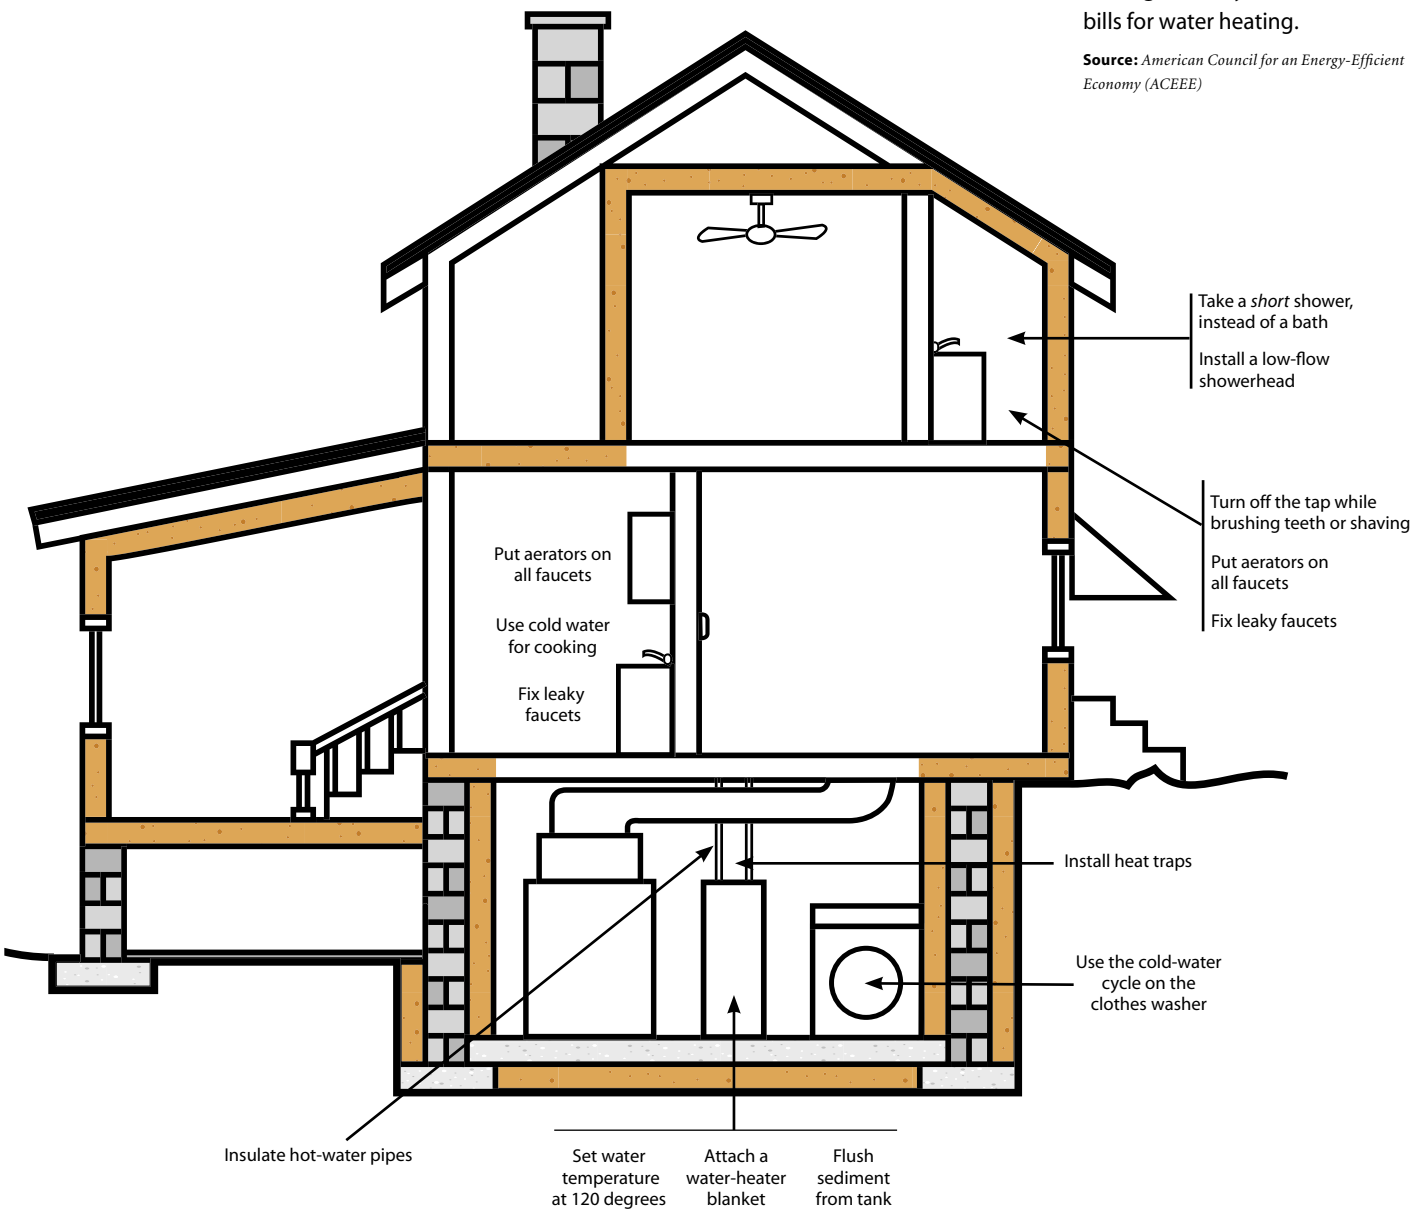 bills for water heating.
Source: American Council for an Energy-Efficient
Economy (ACEEE)
Take a short shower,
instead of a bath
Install a low-flow
showerhead
Turn off the tap while
brushing teeth or shaving
Put aerators on
all faucets
Fix leaky faucets
Put aerators on
all faucets
Use cold water
for cooking
Fix leaky
faucets
Install heat traps
Use the cold-water
cycle on the
clothes washer
Insulate hot-water pipes
Set water
temperature
at 120 degrees
Attach a
water-heater
blanket
Flush
sediment
from tank